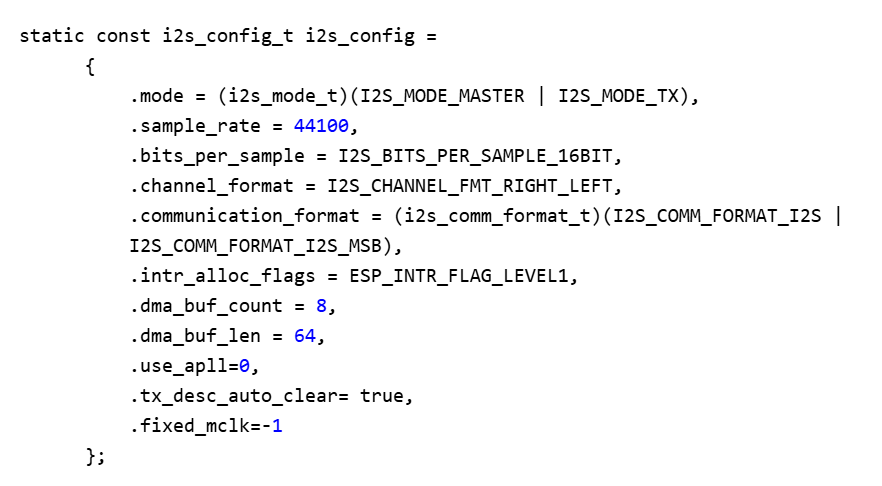 static const i2s_config_t i2s_config =
{
.mode = (i2s_mode_t)(I2S_MODE_MASTER | I2S_MODE_TX),
.sample_rate = 44100,
.bits_per_sample = I2S_BITS_PER_SAMPLE_16BIT,
.channel_format = I2S_CHANNEL_FMT_RIGHT_LEFT,
.communication_format = (i2s_comm_format_t)(I2S_COMM_FORMAT_I2S |
I2S_COMM_FORMAT_I2S_MSB),
.intr_alloc_flags = ESP_INTR_FLAG_LEVEL1,
.dma_buf_count = 8,
.dma_buf_len = 64,
.use_apll=0,
.tx_desc_auto_clear= true,
.fixed_mclk=-1
};